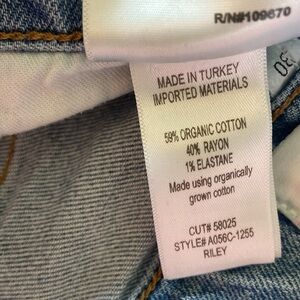 R/N#109670
MADE IN TURKEY
IMPORTED MATERIALS
59% ORGANIC COTTON
40% RAYON
1% ELASTANE
Made using organically
grown cotton
CUT# 58025
STYLE# A056C-1255
RILEY
30